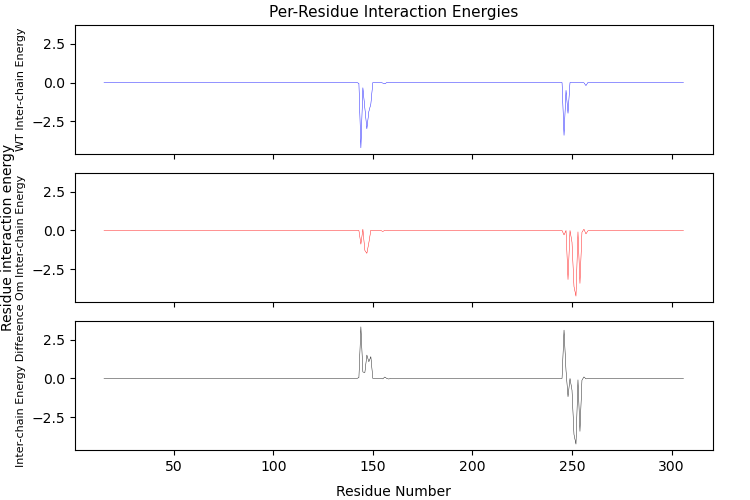 Per-Residue Interaction Energies
WT Inter-chain Energy
2.5
0.0
−2.5
Residue interaction energy
Om Inter-chain Energy
2.5
0.0
−2.5
Inter-chain Energy Difference
2.5
0.0
−2.5
50
100
150
200
250
300
Residue Number